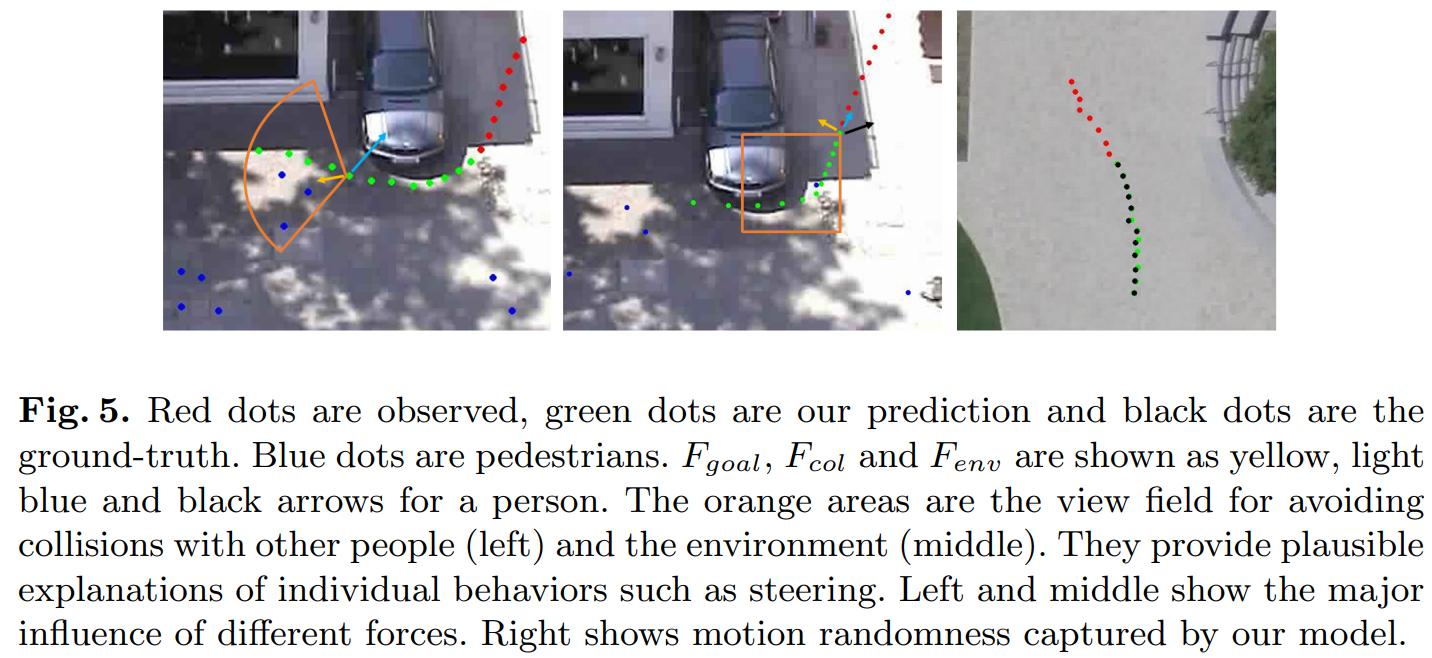 Fig. 5. Red dots are observed, green dots are our prediction and black dots are the
ground-truth. Blue dots are pedestrians. F_goal, F_col and F_env are shown as yellow, light
blue and black arrows for a person. The orange areas are the view field for avoiding
collisions with other people (left) and the environment (middle). They provide plausible
explanations of individual behaviors such as steering. Left and middle show the major
influence of different forces. Right shows motion randomness captured by our model.